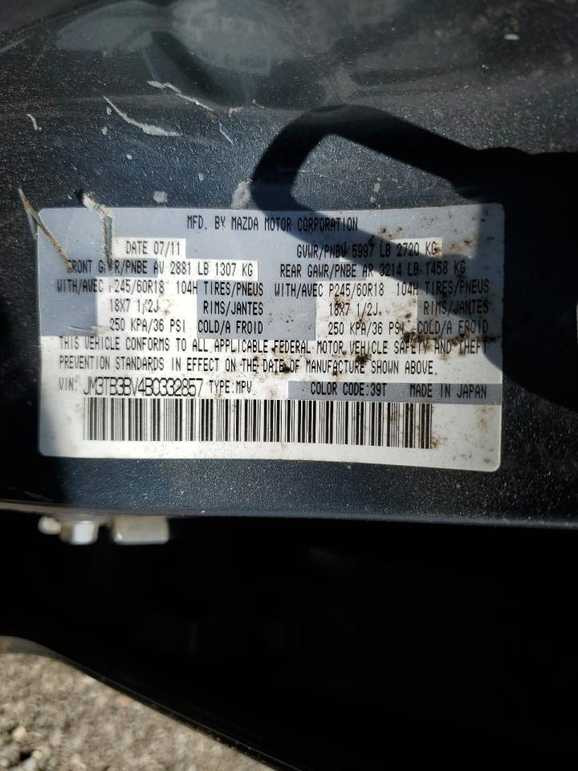 MFD. BY MAZDA MOTOR CORPORATION
DATE 07/11 GVWR/PNBV 5997 LB 2720 KG
FRONT GAWR/PNBE AV 2881 LB 1307 KG REAR GAWR/PNBE AR 3214 LB 1458 KG
WITH/AVEC P245/60R18 104H TIRES/PNEUS WITH/AVEC P245/60R18 104H TIRES/PNEUS
18X7 1/2J RIMS/JANTES 18X7 1/2J RIMS/JANTES
250 KPA/36 PSI COLD/A FROID 250 KPA/36 PSI COLD/A FROID
THIS VEHICLE CONFORMS TO ALL APPLICABLE FEDERAL MOTOR VEHICLE SAFETY AND THEFT
PREVENTION STANDARDS IN EFFECT ON THE DATE OF MANUFACTURE SHOWN ABOVE.
VIN: JM3TB3BV4B0332857 TYPE:MPV COLOR CODE:39T MADE IN JAPAN